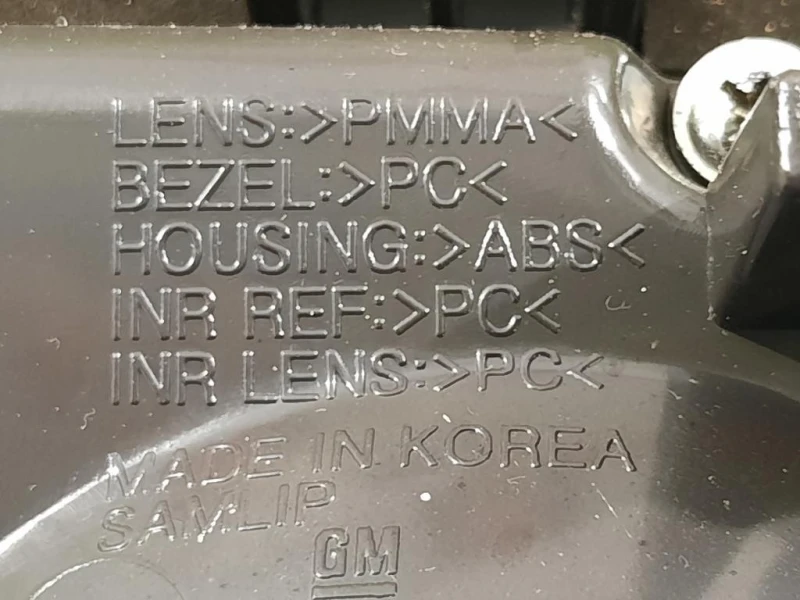 LENS:>PMMA<
BEZEL:>PC<
HOUSING:>ABS<
INR REF:>PC<
INR LENS:>PC<
MADE IN KOREA
SAMLIP
GM